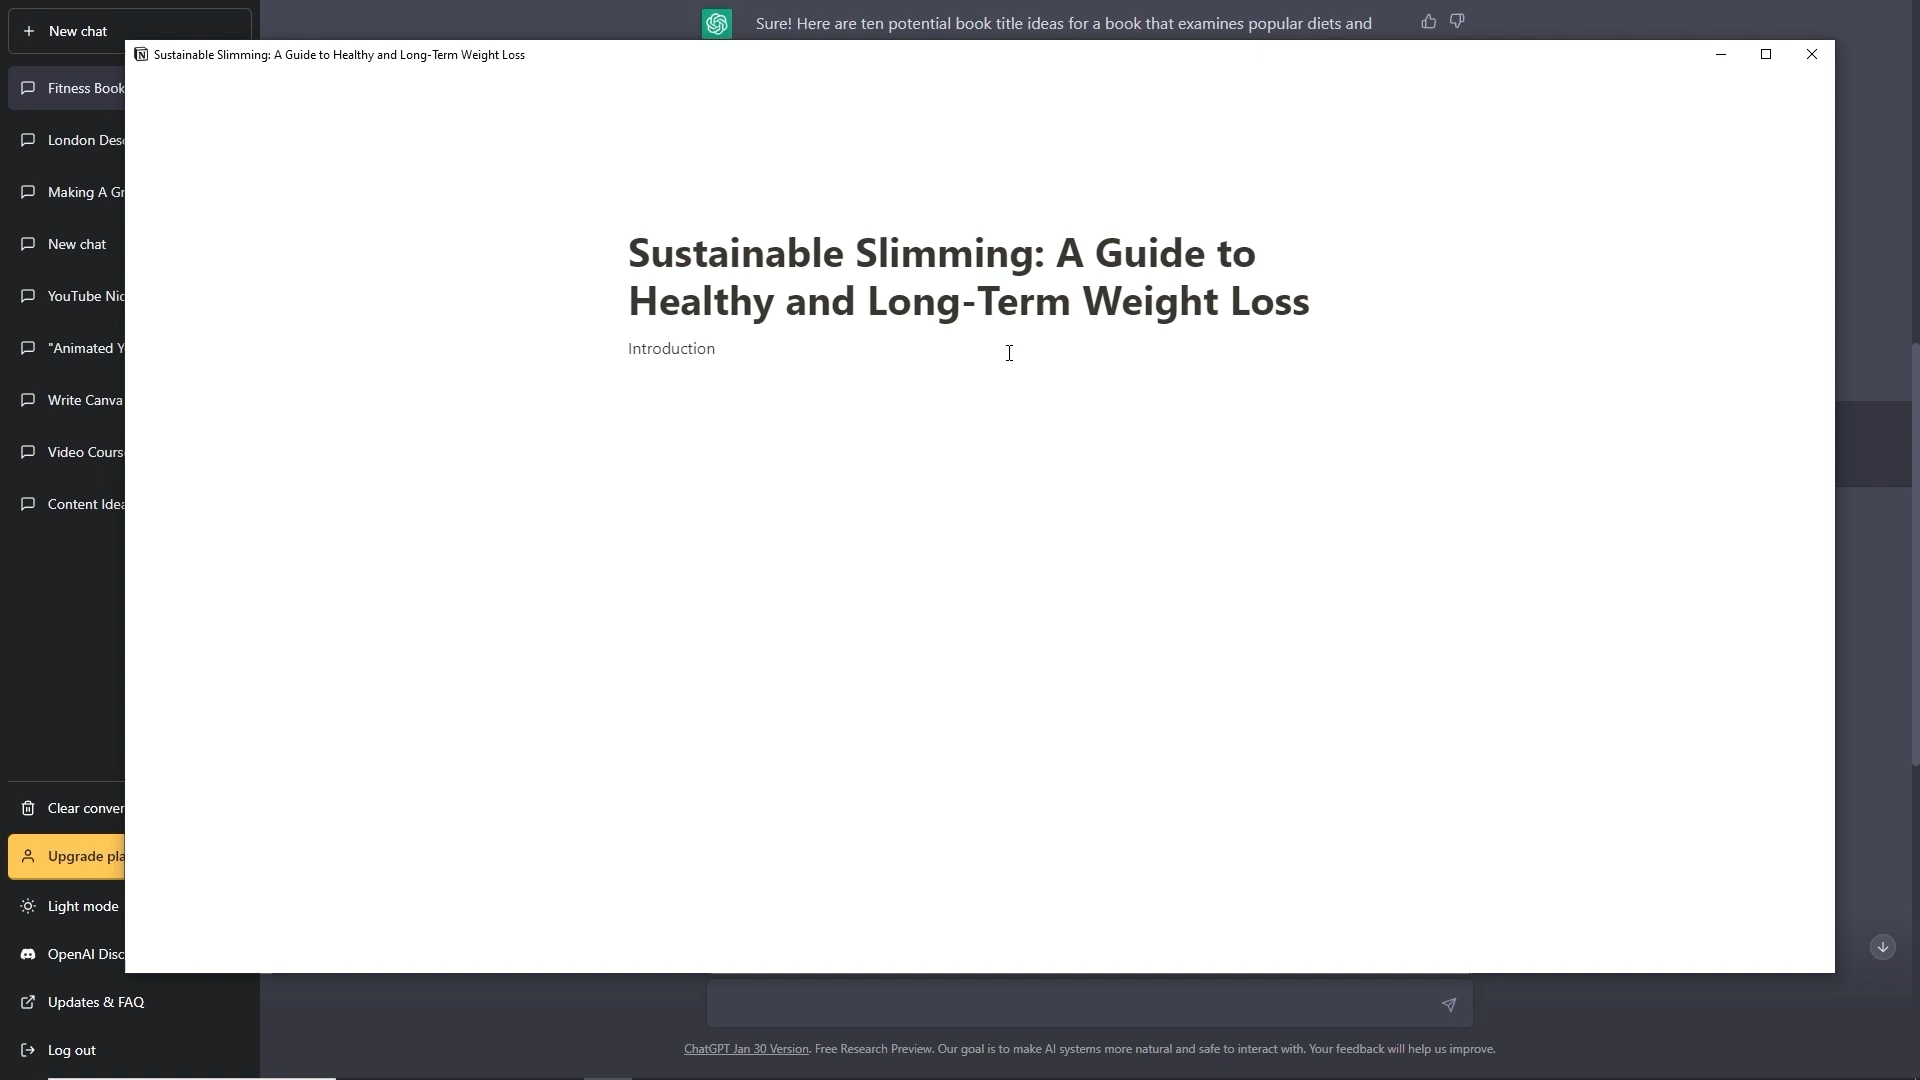 New chat
Fitness Book
London Desc
Making A Gr
New chat
YouTube Nic
"Animated Y
Write Canva
Video Cours
Content Idea
Clear conver
Upgrade pla
Light mode
OpenAI Disc
Updates & FAQ
Log out
Sure! Here are ten potential book title ideas for a book that examines popular diets and
Sustainable Slimming: A Guide to Healthy and Long-Term Weight Loss
Sustainable Slimming: A Guide to
Healthy and Long-Term Weight Loss
Introduction
ChatGPT Jan 30 Version. Free Research Preview. Our goal is to make AI systems more natural and safe to interact with. Your feedback will help us improve.